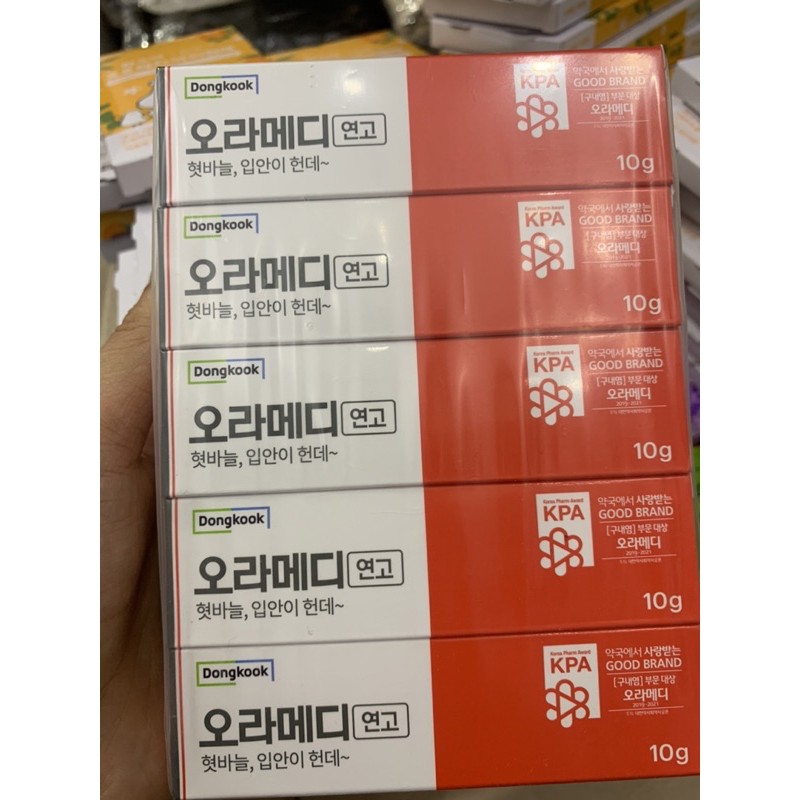 Dongkook
오라메디 연고
혓바늘, 입안이 헌데~
KPA
약국에서 사랑받는
GOOD BRAND
[구내염] 부문 대상
오라메디
2019-2021
10g
Dongkook
오라메디 연고
혓바늘, 입안이 헌데~
Korea Pharm Award
KPA
약국에서 사랑받는
GOOD BRAND
[구내염] 부문 대상
오라메디
10g
Dongkook
오라메디 연고
혓바늘, 입안이 헌데~
Korea Pharm Award
KPA
약국에서 사랑받는
GOOD BRAND
[구내염] 부문 대상
오라메디
2019-2021
10g
Dongkook
오라메디 연고
혓바늘, 입안이 헌데~
Korea Pharm Award
KPA
약국에서 사랑받는
GOOD BRAND
[구내염] 부문 대상
오라메디
2019-2021
10g
Dongkook
오라메디 연고
혓바늘, 입안이 헌데~
Korea Pharm Award
KPA
약국에서 사랑받는
GOOD BRAND
[구내염] 부문 대상
오라메디
2019-2021
10g